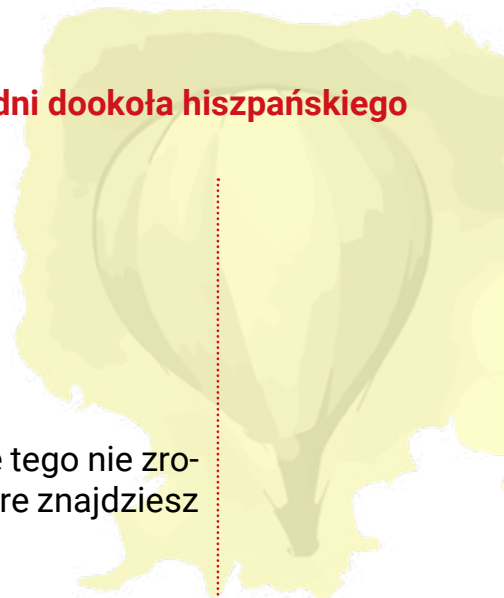 dni dookoła hiszpańskiego
tego nie zro-
re znajdziesz